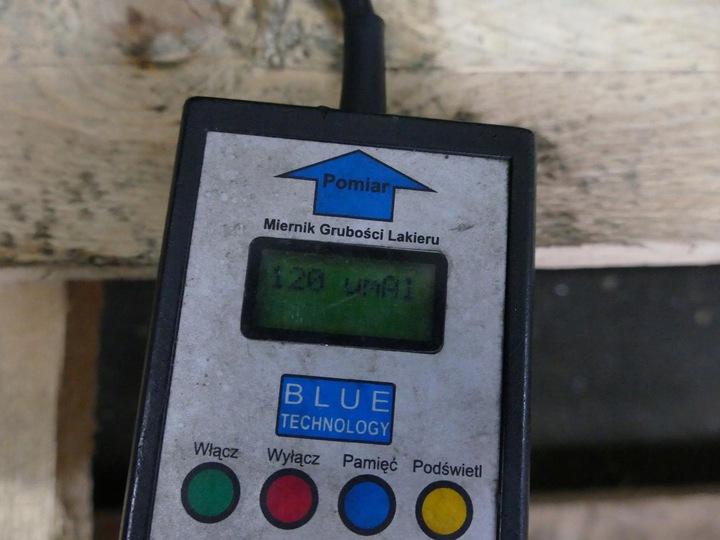 Pomiar
Miernik Grubości Lakieru
120 umAl
BLUE
TECHNOLOGY
Włącz Wyłącz Pamięć Podświetl